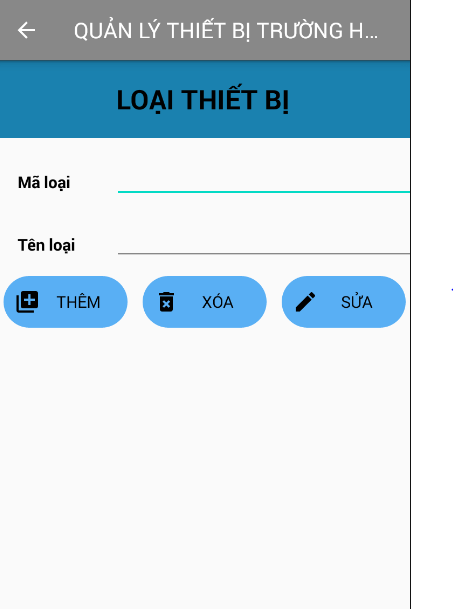 QUẢN LÝ THIẾT BỊ TRƯỜNG H...
LOẠI THIẾT BỊ
Mã loại
Tên loại
THÊM XÓA SỬA